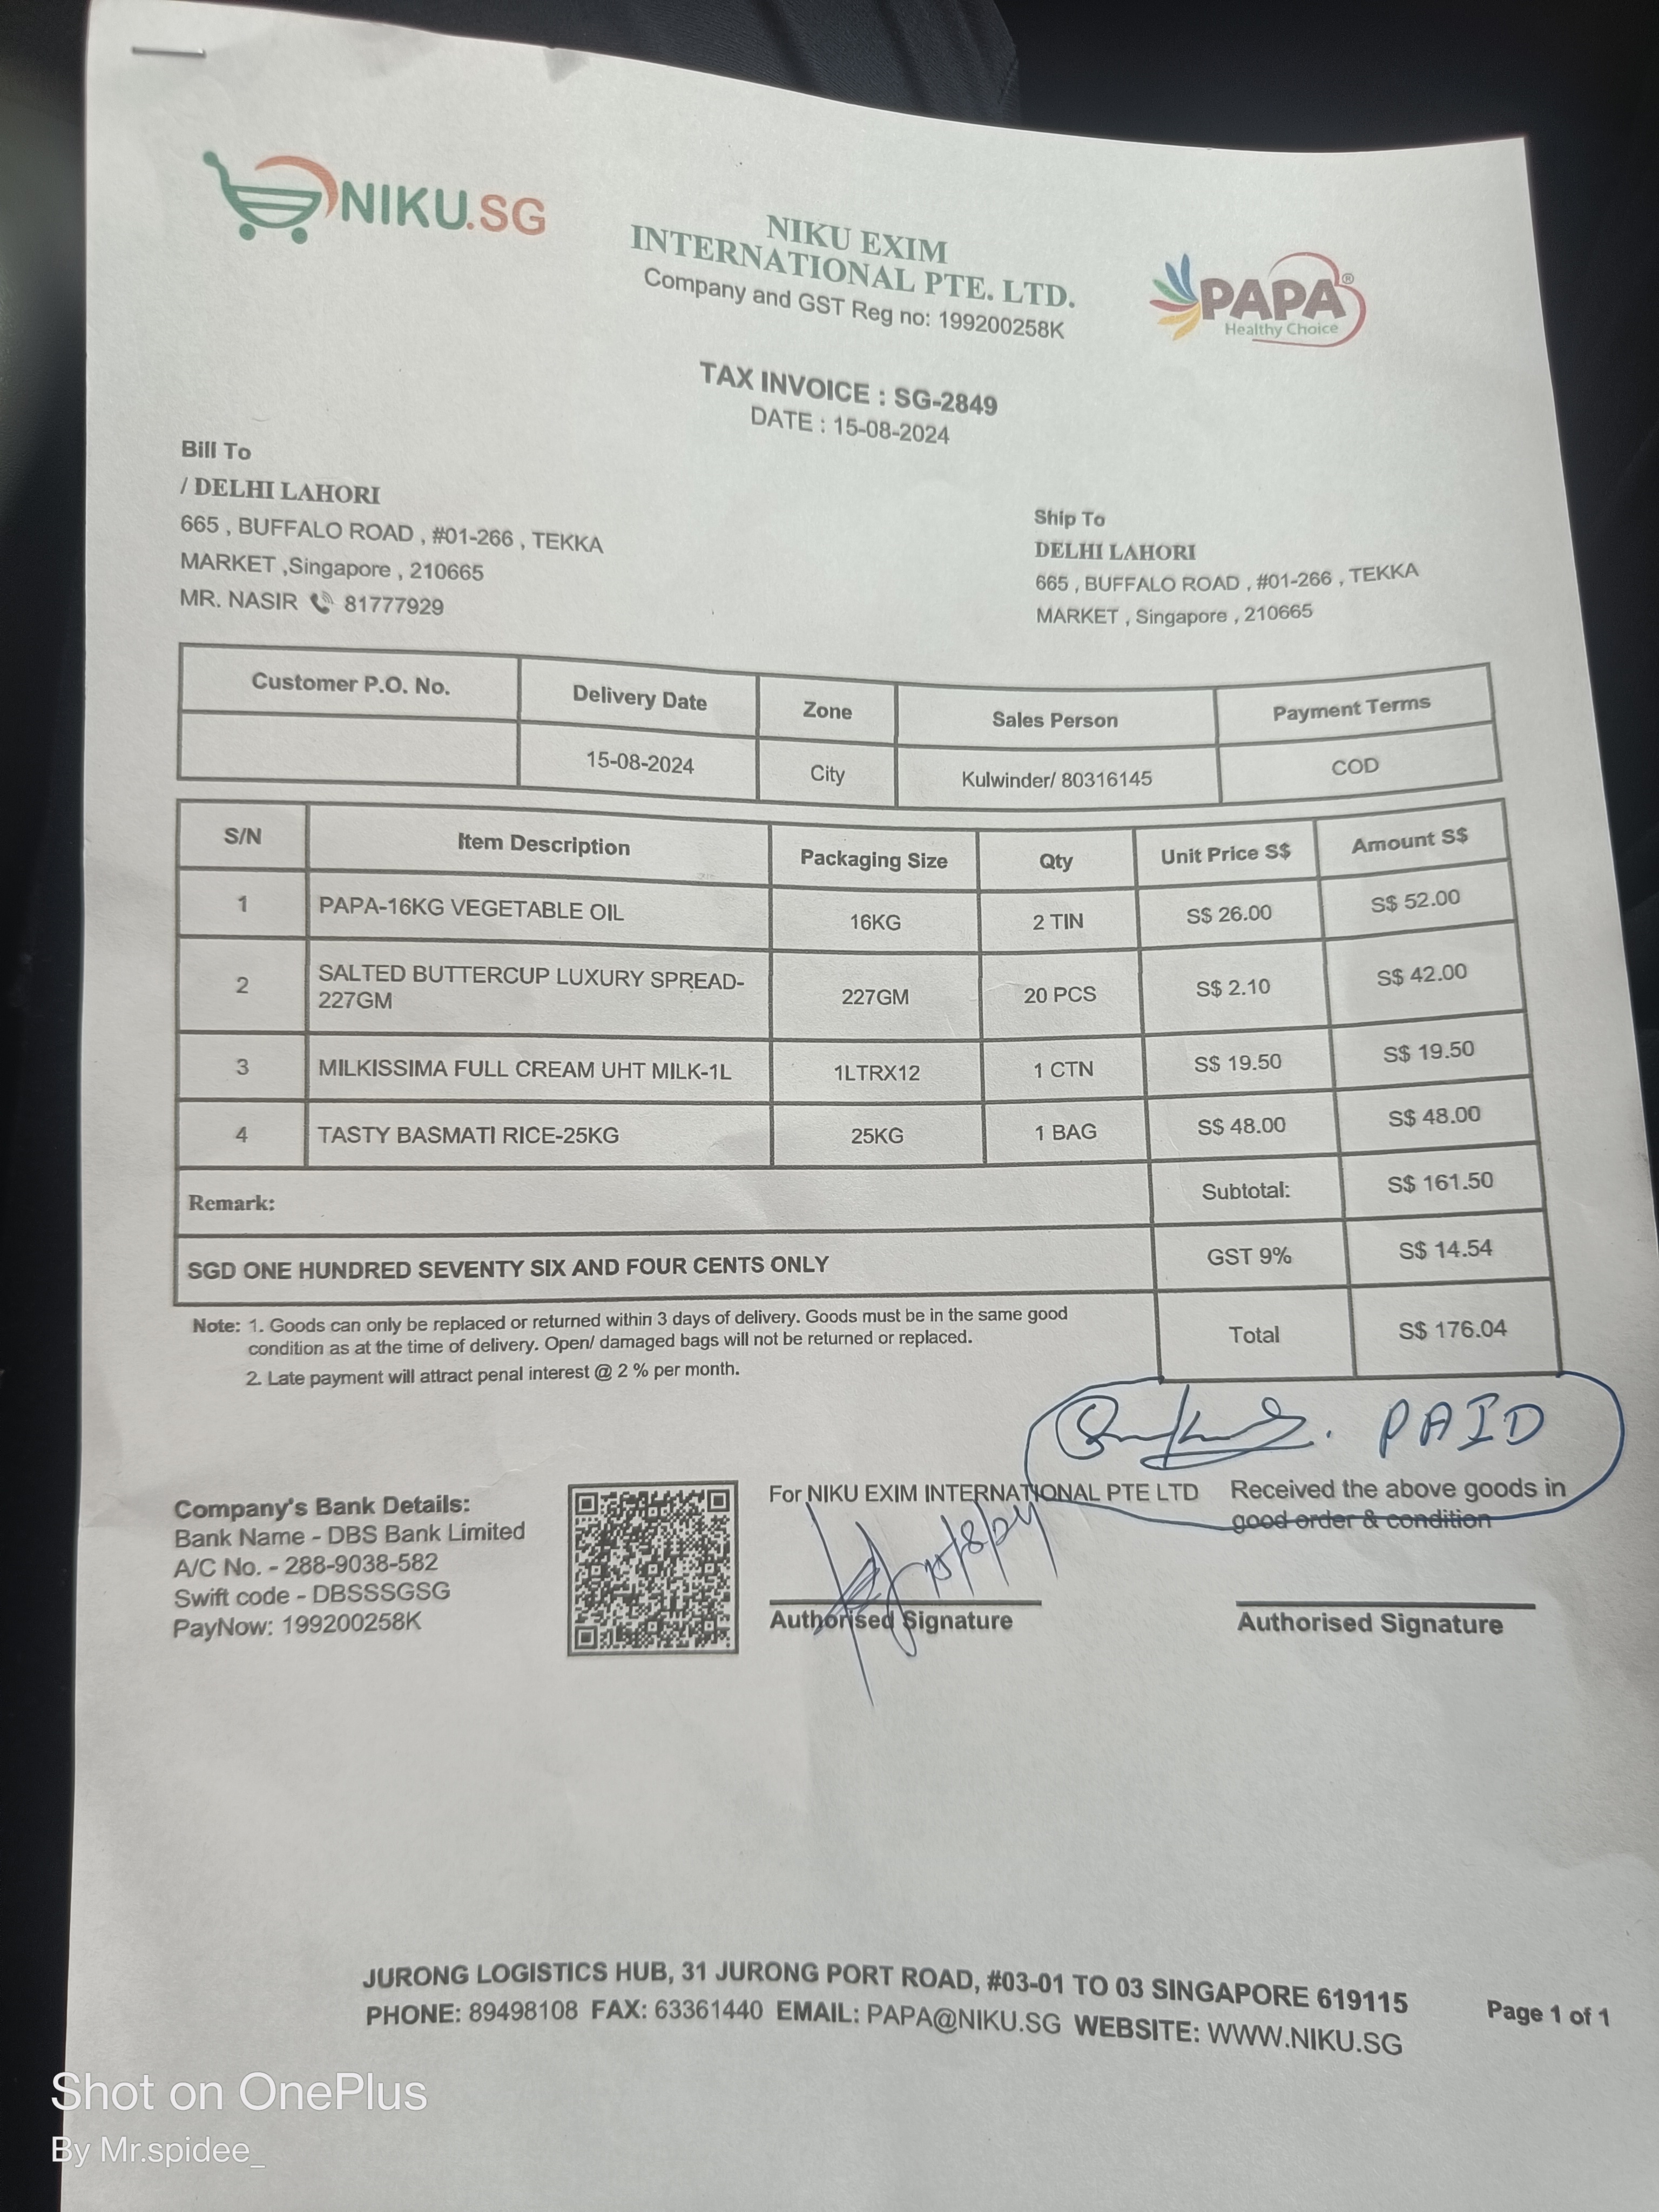 NIKU.SG
NIKU EXIM
INTERNATIONAL PTE. LTD.
Company and GST Reg no: 199200258K
PAPA®
Healthy Choice
TAX INVOICE : SG-2849
DATE : 15-08-2024
Bill To
/ DELHI LAHORI
665 , BUFFALO ROAD , #01-266 , TEKKA
MARKET ,Singapore , 210665
MR. NASIR 81777929
Ship To
DELHI LAHORI
665 , BUFFALO ROAD , #01-266 , TEKKA
MARKET , Singapore , 210665
Customer P.O. No. Delivery Date Zone Sales Person Payment Terms
15-08-2024 City Kulwinder/ 80316145 COD
S/N Item Description Packaging Size Qty Unit Price S$ Amount S$
1 PAPA-16KG VEGETABLE OIL 16KG 2 TIN S$ 26.00 S$ 52.00
2 SALTED BUTTERCUP LUXURY SPREAD-
227GM 227GM 20 PCS S$ 2.10 S$ 42.00
3 MILKISSIMA FULL CREAM UHT MILK-1L 1LTRX12 1 CTN S$ 19.50 S$ 19.50
4 TASTY BASMATI RICE-25KG 25KG 1 BAG S$ 48.00 S$ 48.00
Remark: Subtotal: S$ 161.50
SGD ONE HUNDRED SEVENTY SIX AND FOUR CENTS ONLY GST 9% S$ 14.54
Total S$ 176.04
Note: 1. Goods can only be replaced or returned within 3 days of delivery. Goods must be in the same good
condition as at the time of delivery. Open/ damaged bags will not be returned or replaced.
2. Late payment will attract penal interest @ 2 % per month.
PAID
Company's Bank Details:
Bank Name - DBS Bank Limited
A/C No. - 288-9038-582
Swift code - DBSSSGSG
PayNow: 199200258K
For NIKU EXIM INTERNATIONAL PTE LTD
15/8/24
Authorised Signature
Received the above goods in
good order & condition
Authorised Signature
JURONG LOGISTICS HUB, 31 JURONG PORT ROAD, #03-01 TO 03 SINGAPORE 619115
PHONE: 89498108 FAX: 63361440 EMAIL: PAPA@NIKU.SG WEBSITE: WWW.NIKU.SG
Page 1 of 1
Shot on OnePlus
By Mr.spidee_